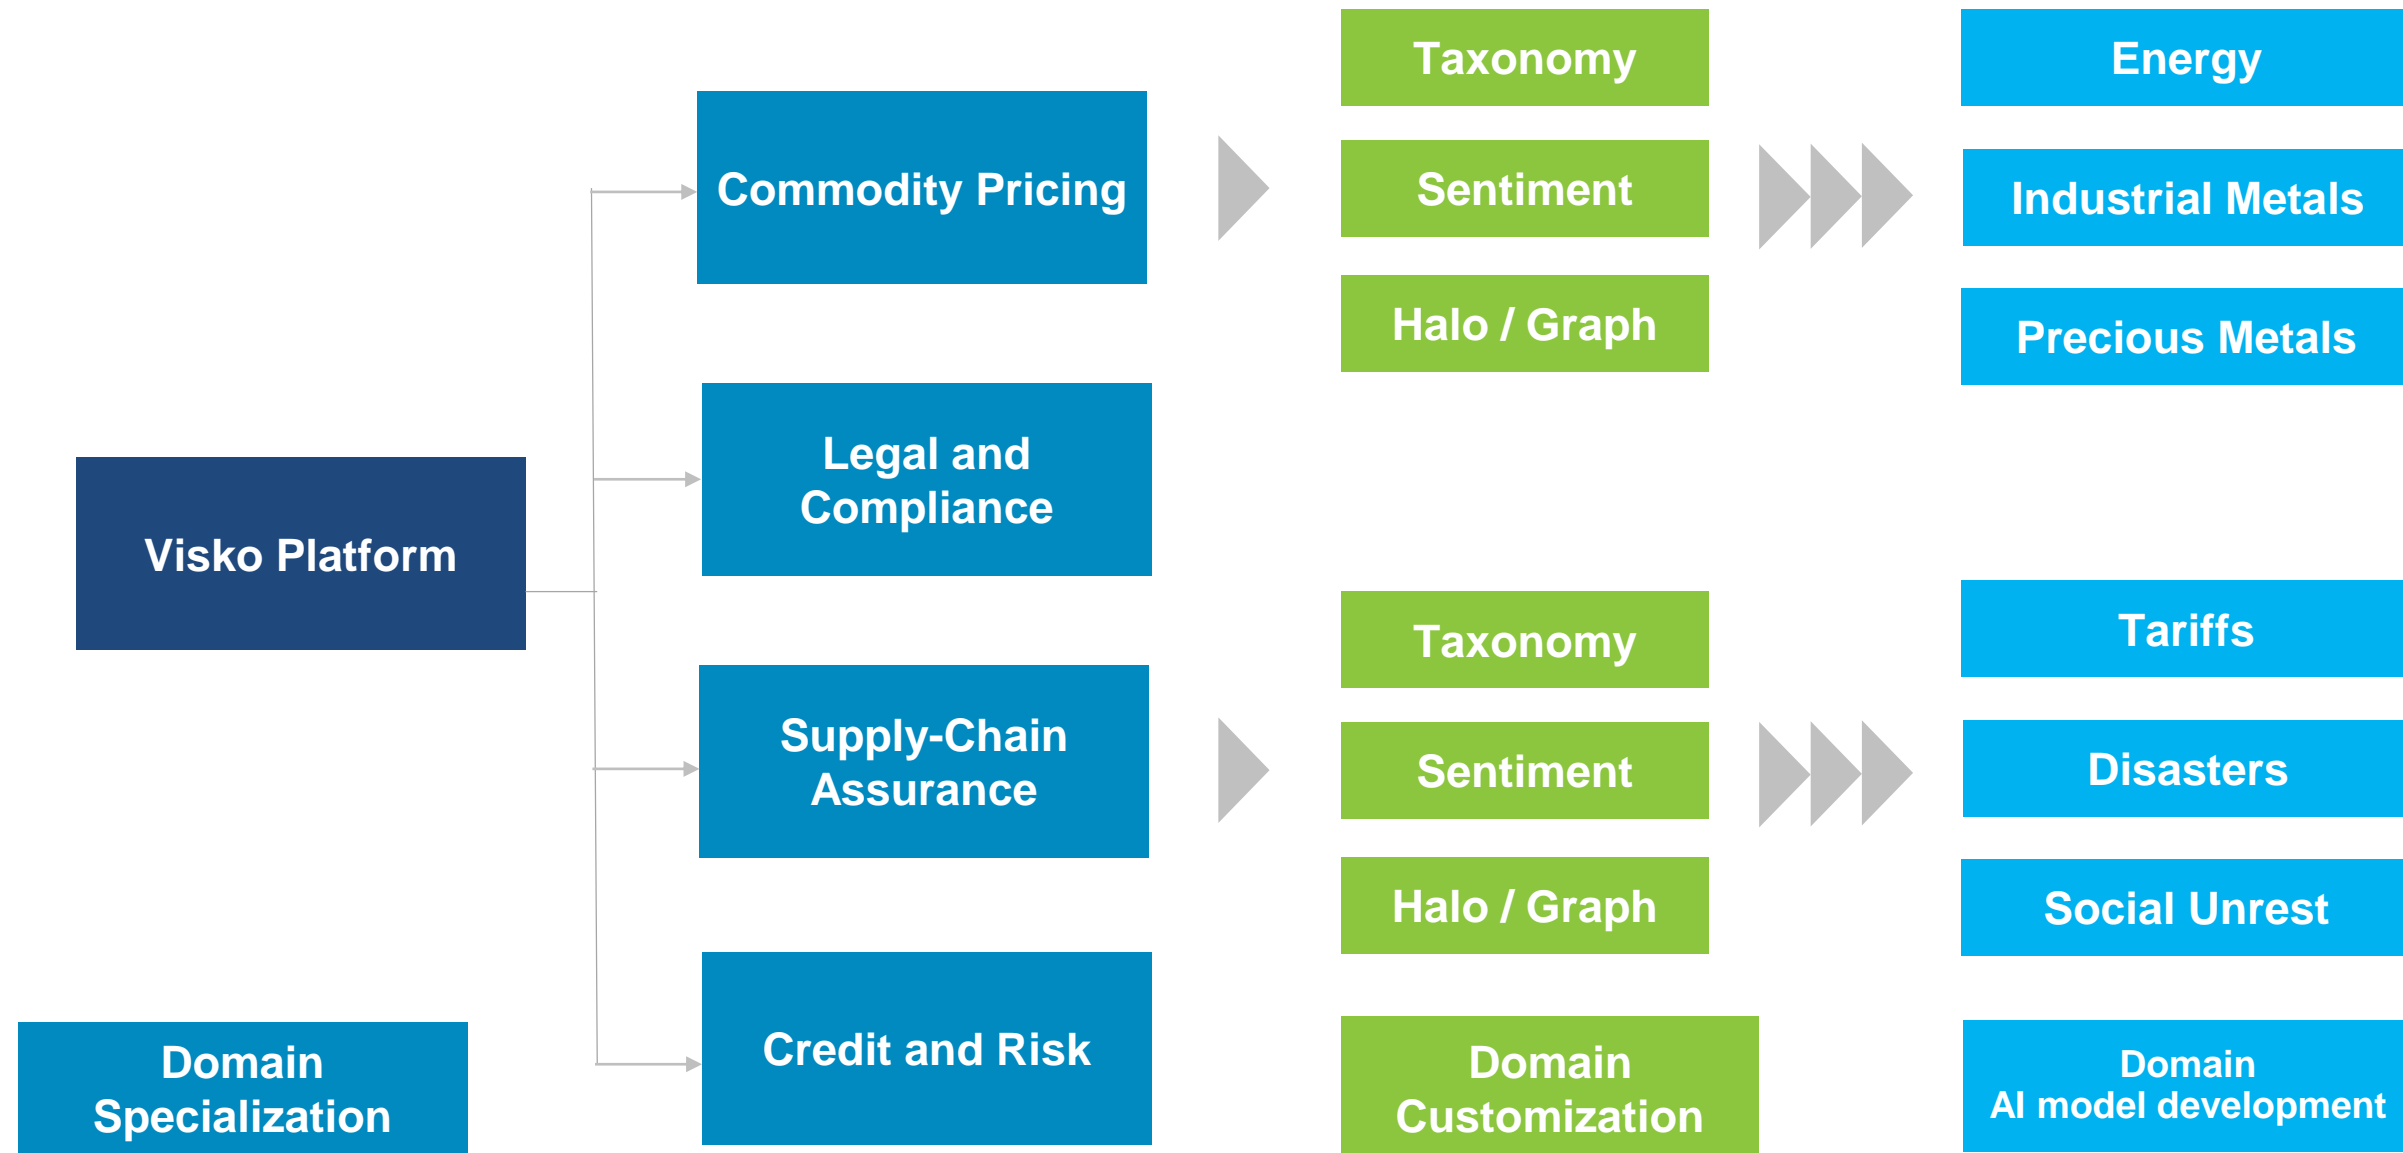 Taxonomy
Energy
Commodity Pricing
Sentiment
Industrial Metals
Halo / Graph
Precious Metals
Legal and
Compliance
Visko Platform
Taxonomy
Tariffs
Supply-Chain
Assurance
Sentiment
Disasters
Halo / Graph
Social Unrest
Credit and Risk
Domain
Specialization
Domain
Customization
Domain
AI model development